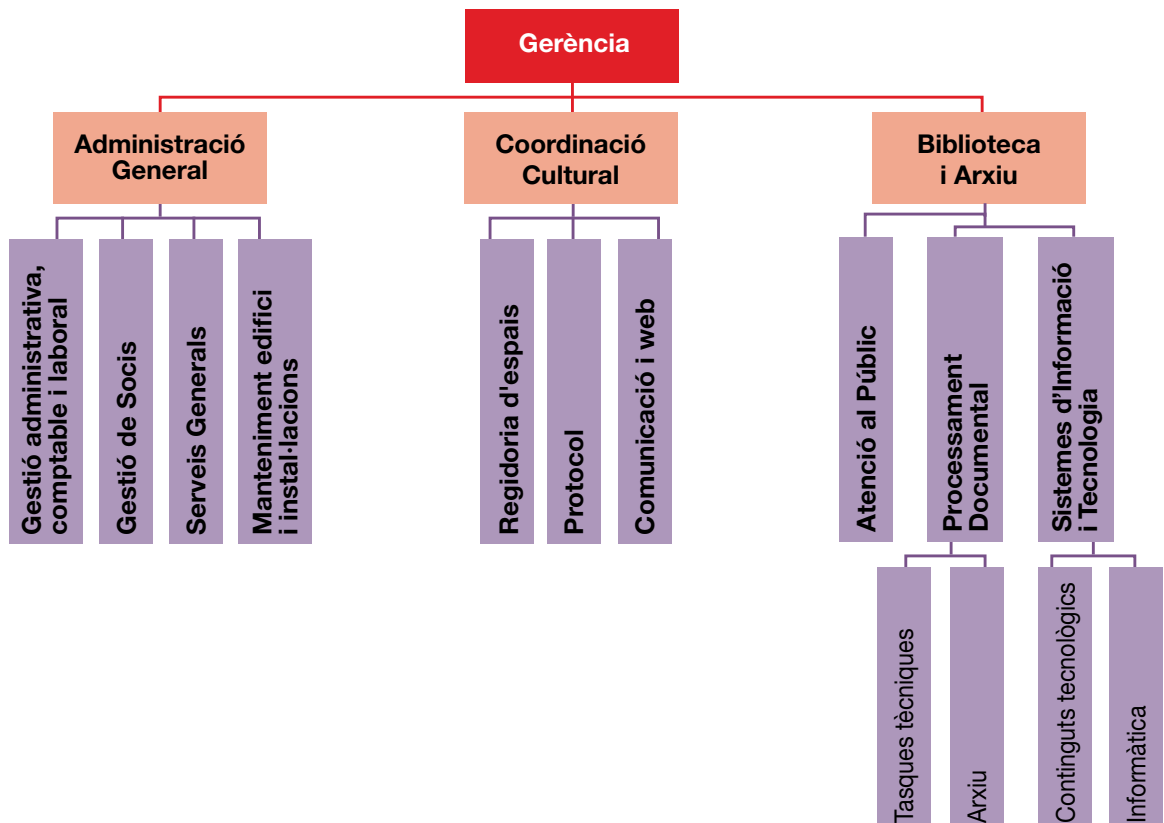 Gerència
Administració
General
Coordinació
Cultural
Biblioteca
i Arxiu
Gestió administrativa,
comptable i laboral
Gestió de Socis
Serveis Generals
Manteniment edifici
i instal·lacions
Regidoria d'espais
Protocol
Comunicació i web
Atenció al Públic
Processament
Documental
Sistemes d’Informació
i Tecnologia
Tasques tècniques
Arxiu
Continguts tecnològics
Informàtica